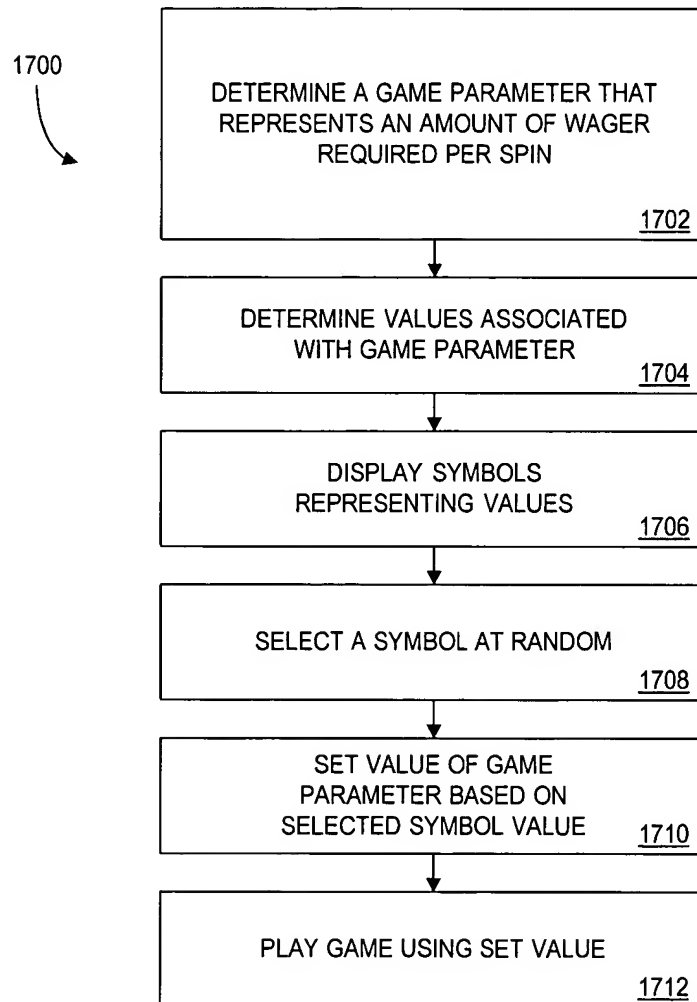 1700
DETERMINE A GAME PARAMETER THAT
REPRESENTS AN AMOUNT OF WAGER
REQUIRED PER SPIN
1702
DETERMINE VALUES ASSOCIATED
WITH GAME PARAMETER
1704
DISPLAY SYMBOLS
REPRESENTING VALUES
1706
SELECT A SYMBOL AT RANDOM
1708
SET VALUE OF GAME
PARAMETER BASED ON
SELECTED SYMBOL VALUE
1710
PLAY GAME USING SET VALUE
1712